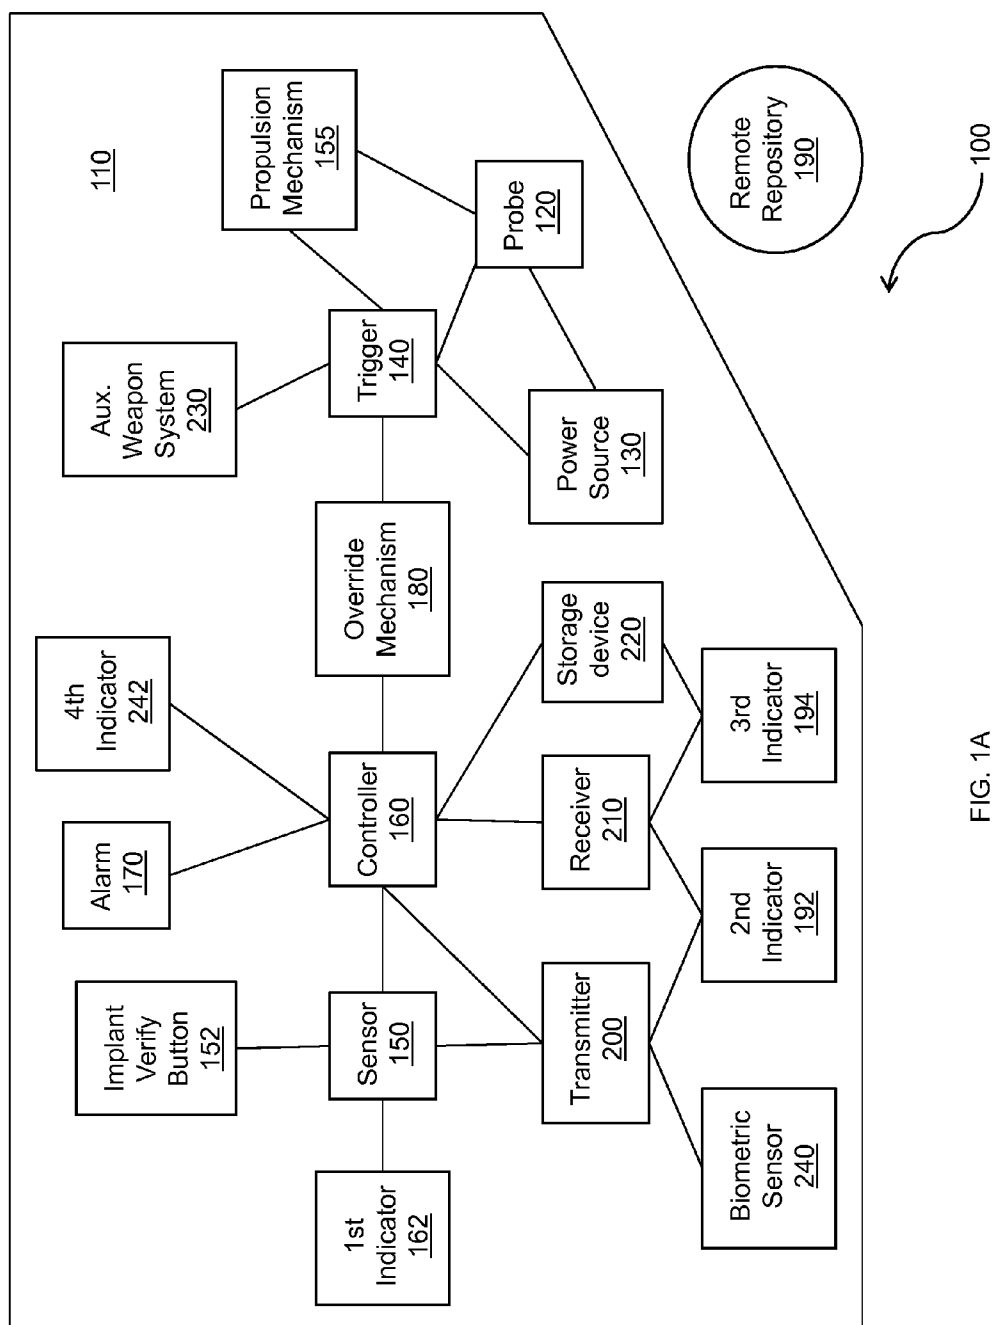 110
Propulsion
Mechanism
155
Probe
120
Remote
Repository
190
100
Aux.
Weapon
System
230
Trigger
140
Power
Source
130
Override
Mechanism
180
4th
Indicator
242
Alarm
170
Controller
160
Storage
device
220
Receiver
210
3rd
Indicator
194
2nd
Indicator
192
Implant
Verify
Button
152
Sensor
150
Transmitter
200
1st
Indicator
162
Biometric
Sensor
240
FIG. 1A